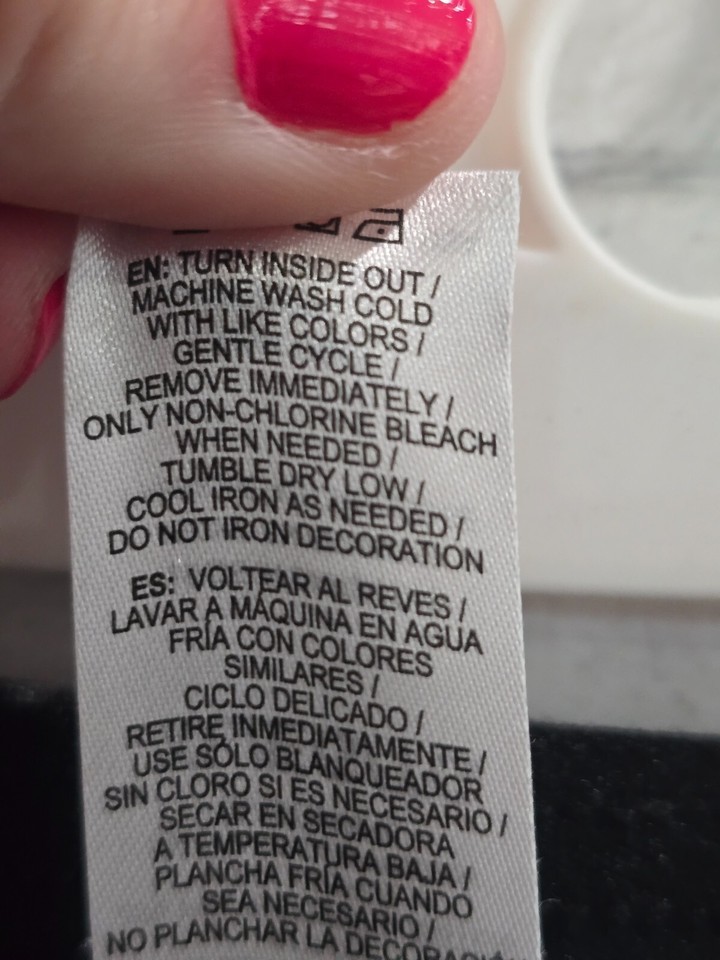 EN: TURN INSIDE OUT /
MACHINE WASH COLD
WITH LIKE COLORS /
GENTLE CYCLE /
REMOVE IMMEDIATELY /
ONLY NON-CHLORINE BLEACH
WHEN NEEDED /
TUMBLE DRY LOW /
COOL IRON AS NEEDED /
DO NOT IRON DECORATION
ES: VOLTEAR AL REVES /
LAVAR A MÁQUINA EN AGUA
FRÍA CON COLORES
SIMILARES /
CICLO DELICADO /
RETIRE INMEDIATAMENTE /
USE SÓLO BLANQUEADOR
SIN CLORO SI ES NECESARIO /
SECAR EN SECADORA
A TEMPERATURA BAJA /
PLANCHA FRÍA CUANDO
SEA NECESARIO /
NO PLANCHAR LA DECORACIÓN